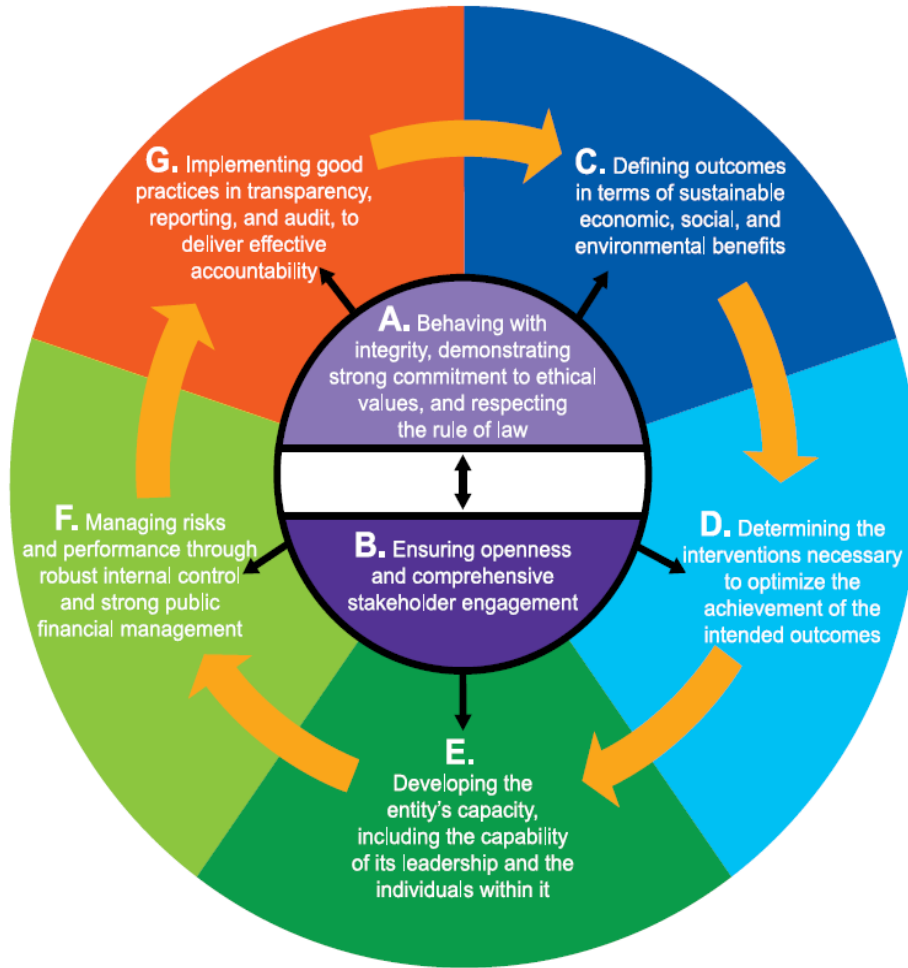 G. Implementing good
practices in transparency,
reporting, and audit, to
deliver effective
accountability
C. Defining outcomes
in terms of sustainable
economic, social, and
environmental benefits
A. Behaving with
integrity, demonstrating
strong commitment to ethical
values, and respecting
the rule of law
F. Managing risks
and performance through
robust internal control
and strong public
financial management
B. Ensuring openness
and comprehensive
stakeholder engagement
D. Determining the
interventions necessary
to optimize the
achievement of the
intended outcomes
E.
Developing the
entity's capacity,
including the capability
of its leadership and the
individuals within it